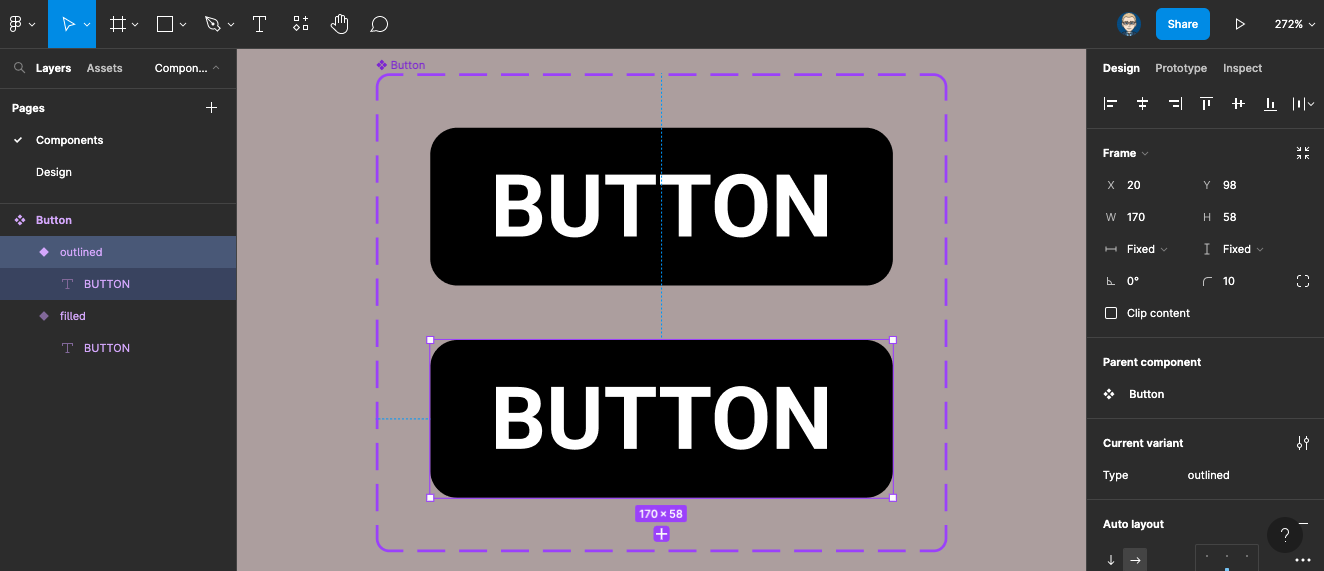 Share
272%
Layers Assets Compon...
Pages
Components
Design
Button
outlined
BUTTON
filled
BUTTON
Button
BUTTON
BUTTON
170 × 58
Design Prototype Inspect
Frame
X 20 Y 98
W 170 H 58
Fixed Fixed
0° 10
Clip content
Parent component
Button
Current variant
Type outlined
Auto layout
?